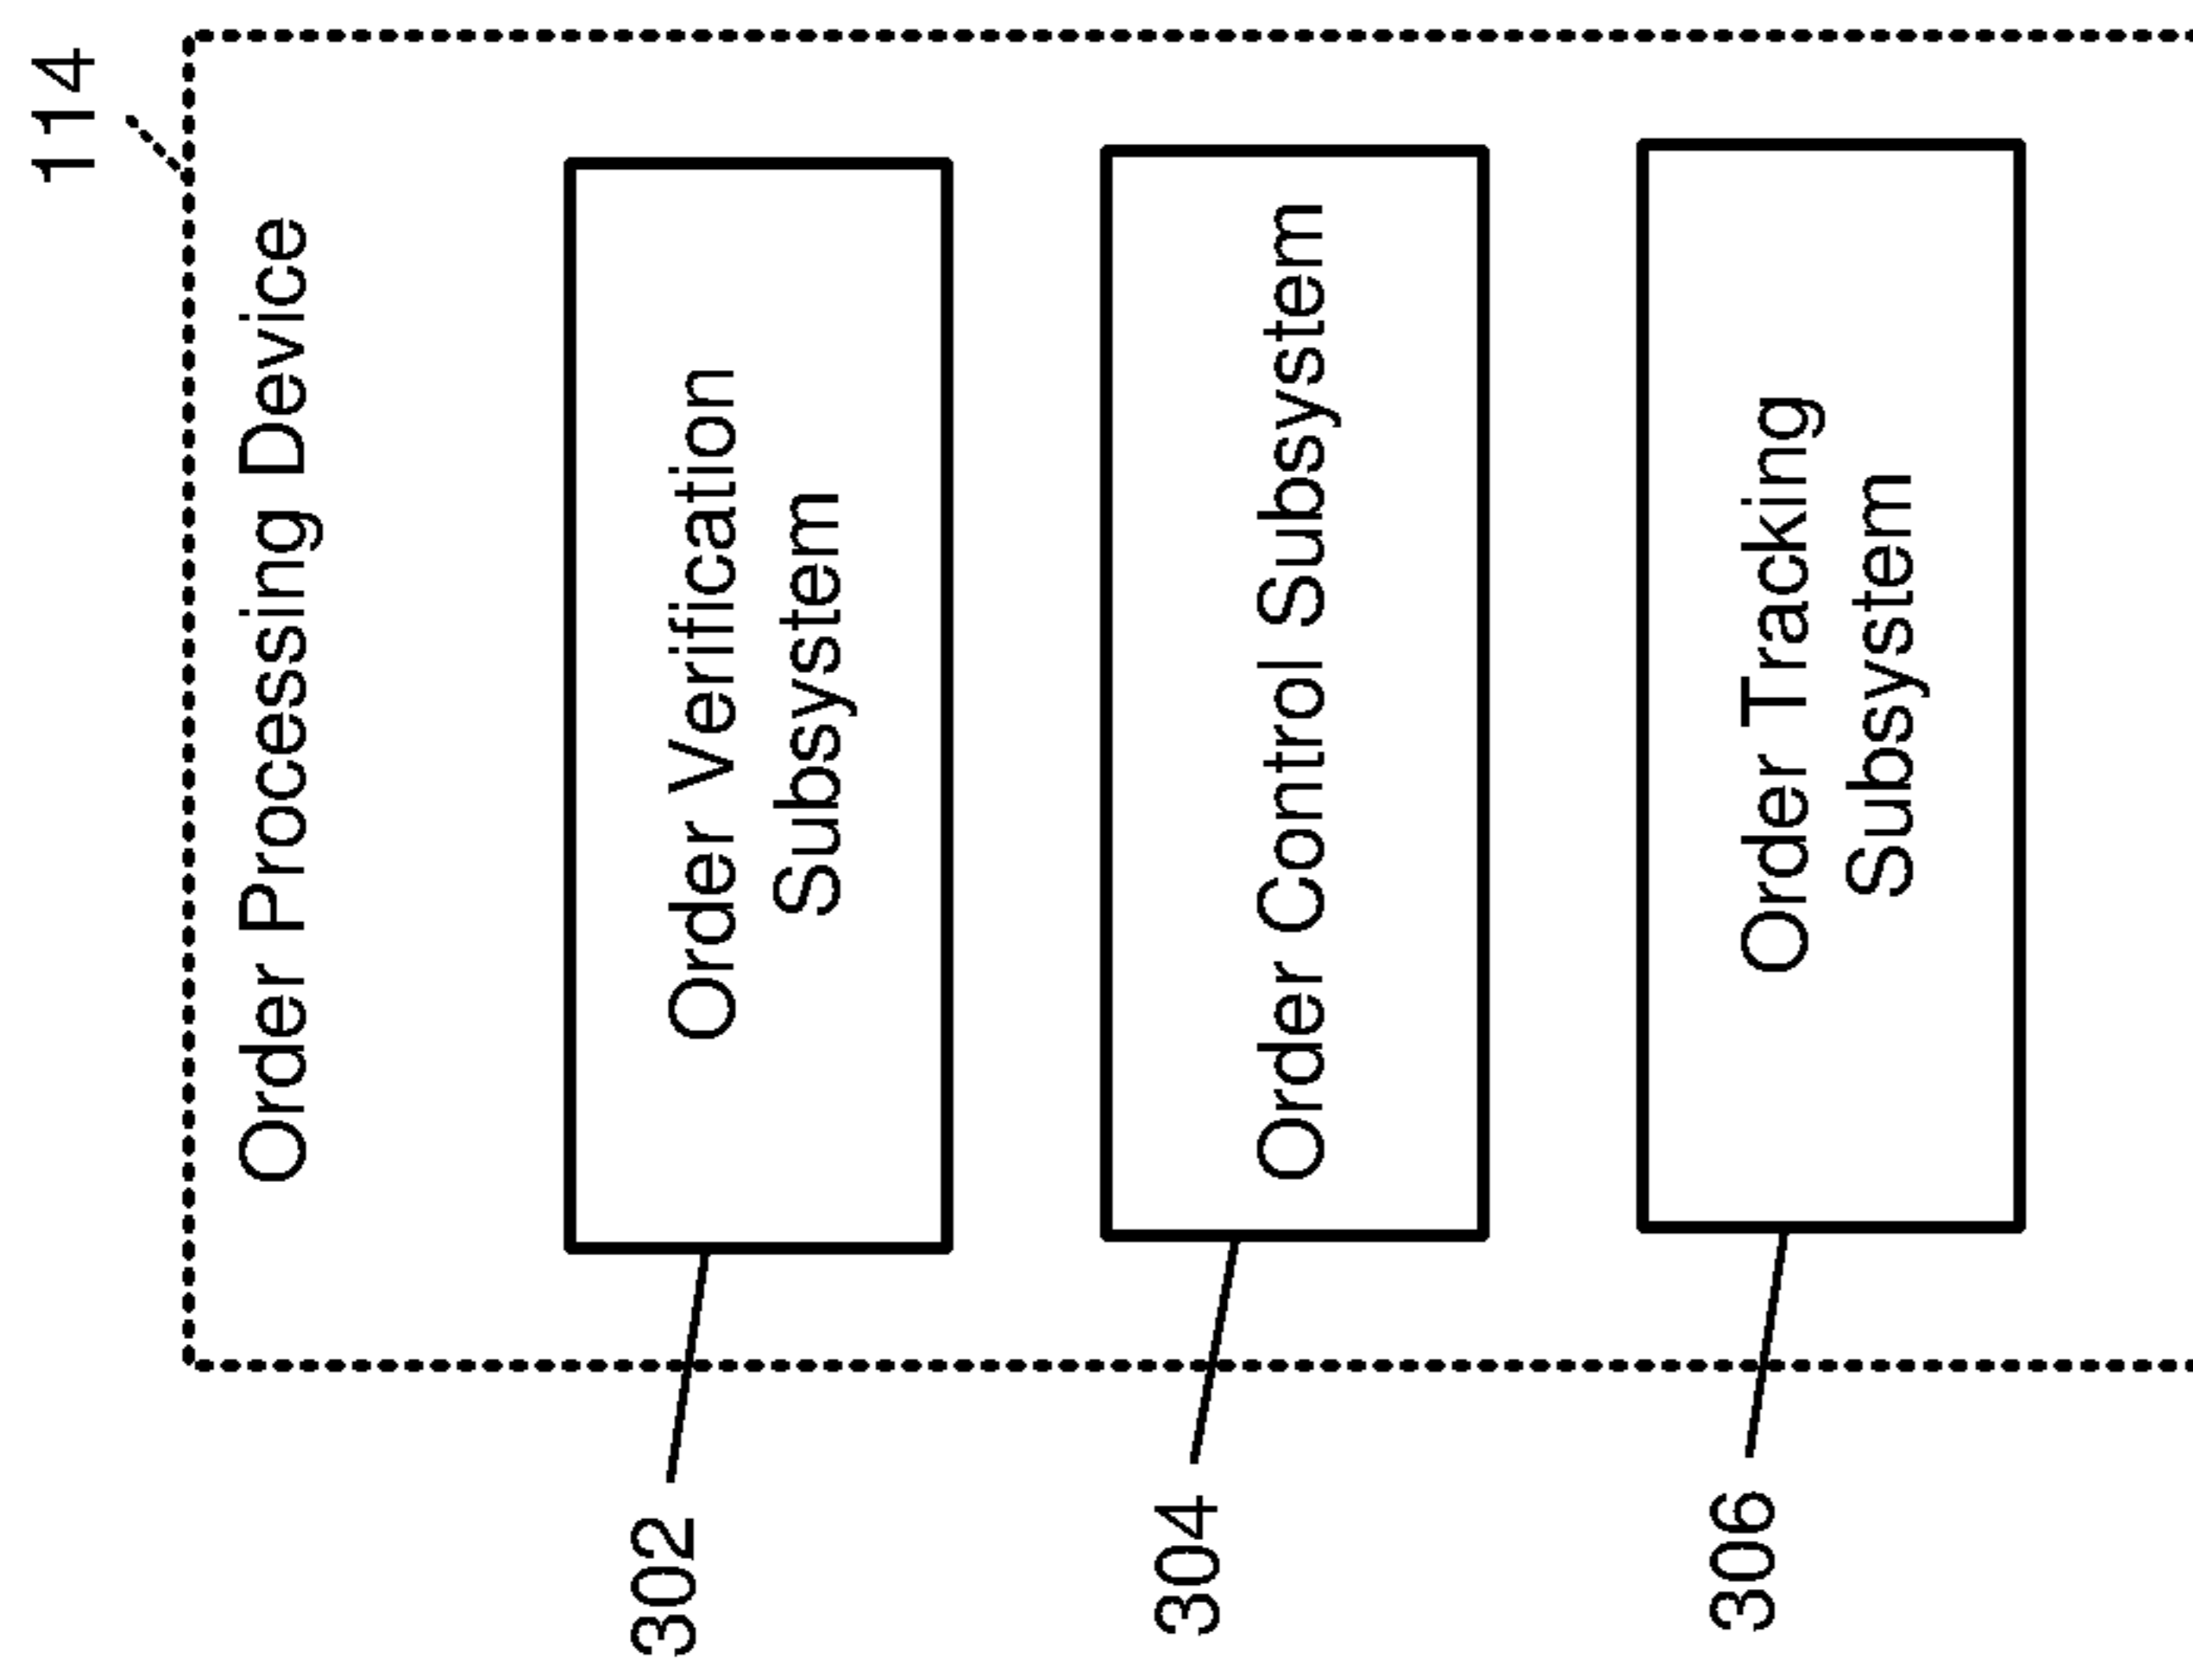 114
Order Processing Device
302
Order Verification
Subsystem
304
Order Control Subsystem
306
Order Tracking
Subsystem